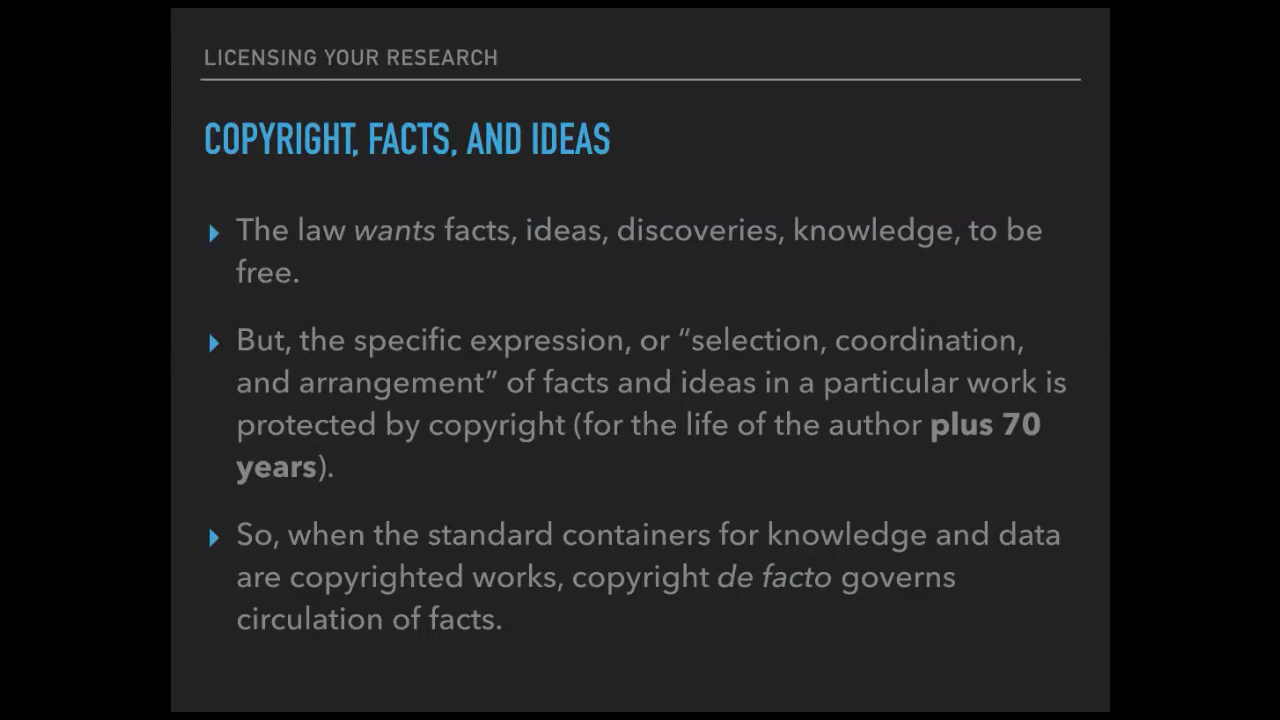 LICENSING YOUR RESEARCH
COPYRIGHT, FACTS, AND IDEAS
The law wants facts, ideas, discoveries, knowledge, to be
free.
But, the specific expression, or “selection, coordination,
and arrangement” of facts and ideas in a particular work is
protected by copyright (for the life of the author plus 70
years).
So, when the standard containers for knowledge and data
are copyrighted works, copyright de facto governs
circulation of facts.